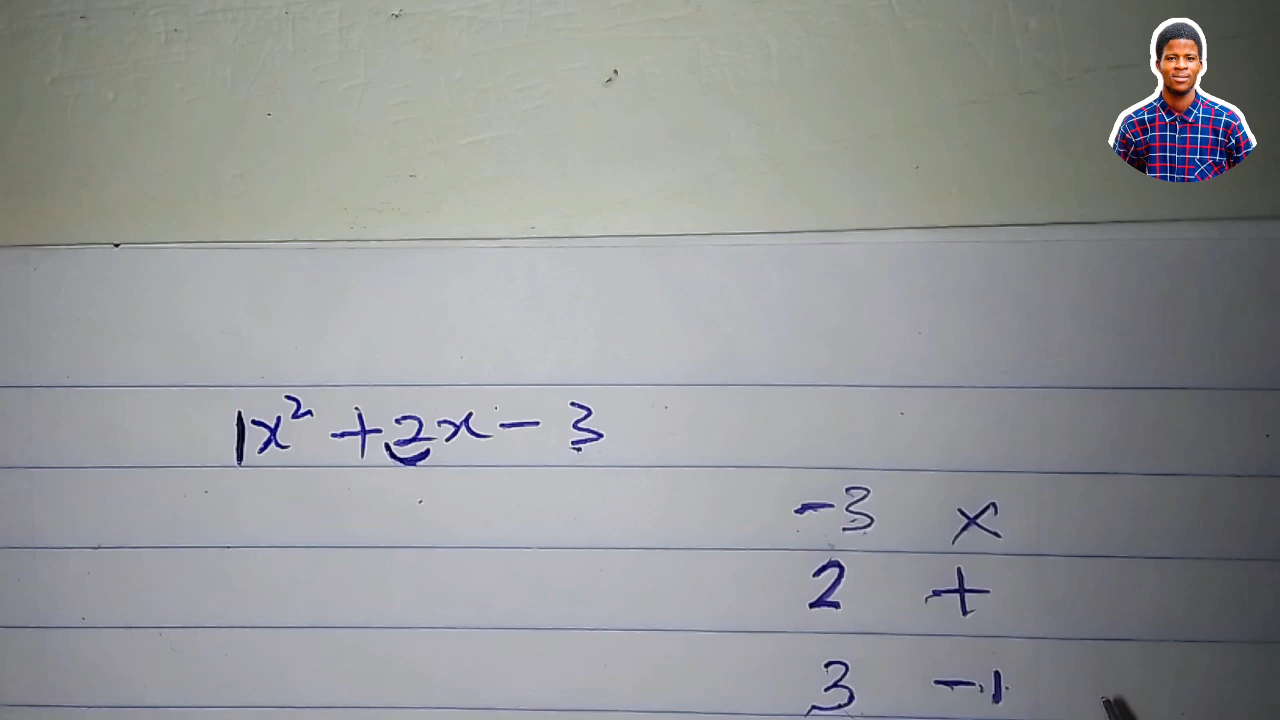 1x² + 2x - 3
-3 ×
2 +
3 -1